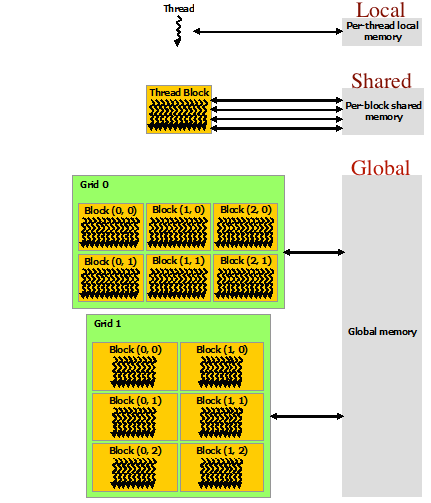 Thread
Local
Per-thread local
memory
Shared
Thread Block
Per-block shared
memory
Global
Grid 0
Block (0, 0) Block (1, 0) Block (2, 0)
Block (0, 1) Block (1, 1) Block (2, 1)
Global memory
Grid 1
Block (0, 0) Block (1, 0)
Block (0, 1) Block (1, 1)
Block (0, 2) Block (1, 2)